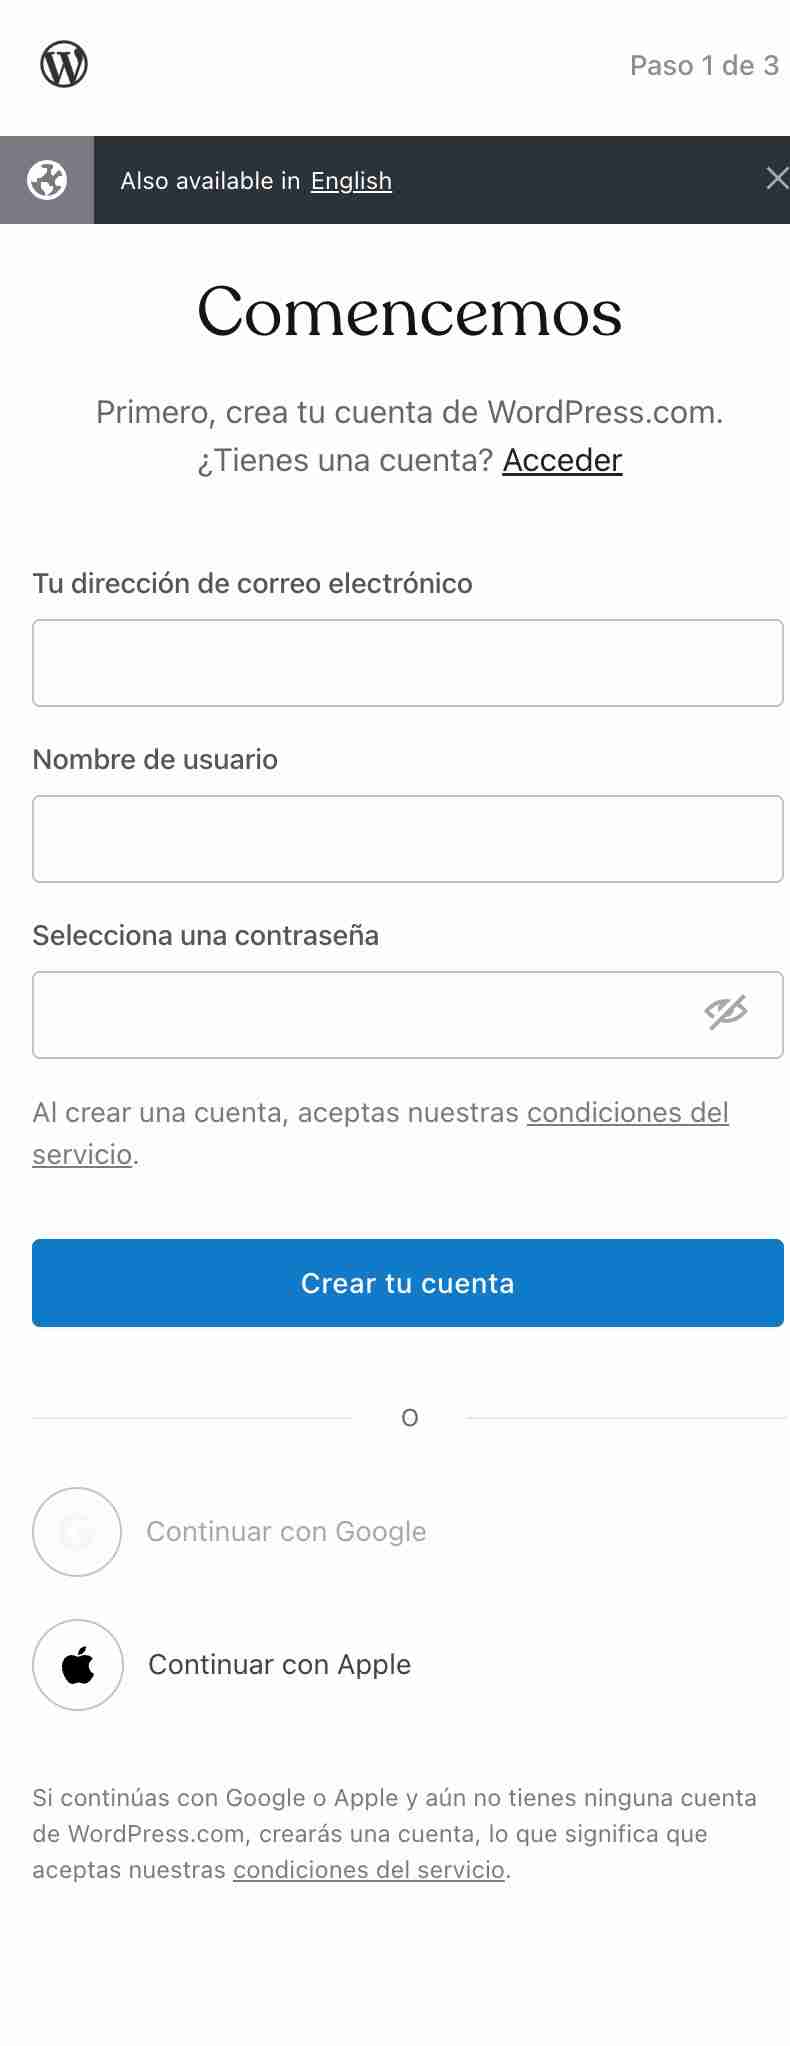 Paso 1 de 3
Also available in English
Comencemos
Primero, crea tu cuenta de WordPress.com.
¿Tienes una cuenta? Acceder
Tu dirección de correo electrónico
Nombre de usuario
Selecciona una contraseña
Al crear una cuenta, aceptas nuestras condiciones del
servicio.
Crear tu cuenta
O
Continuar con Google
Continuar con Apple
Si continúas con Google o Apple y aún no tienes ninguna cuenta
de WordPress.com, crearás una cuenta, lo que significa que
aceptas nuestras condiciones del servicio.